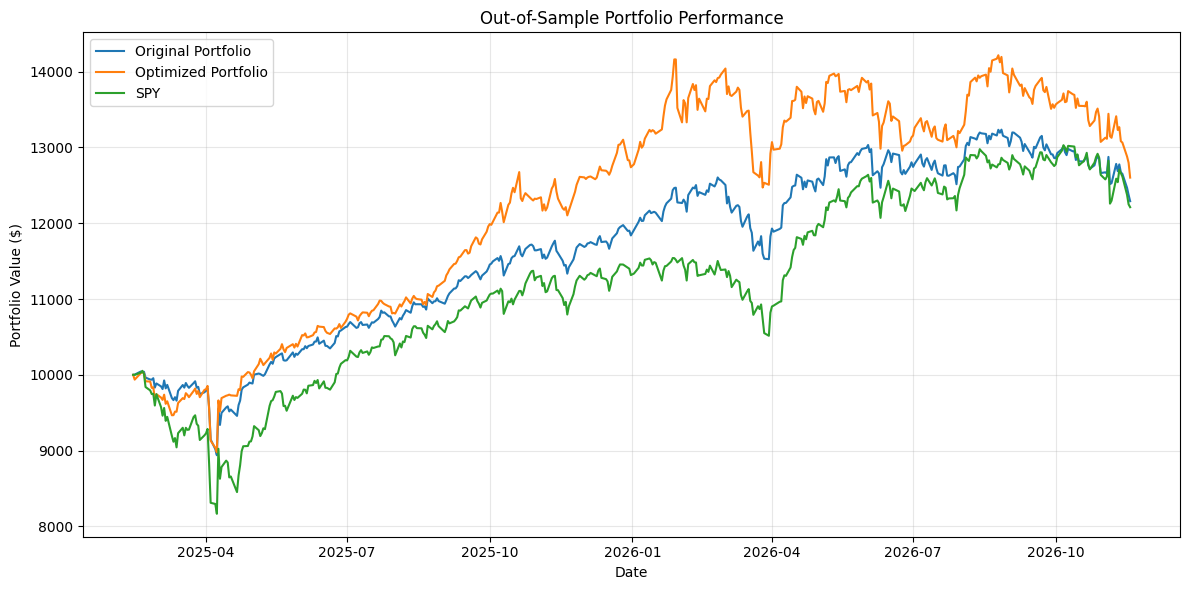 Out-of-Sample Portfolio Performance
Original Portfolio
Optimized Portfolio
SPY
Portfolio Value ($)
14000
13000
12000
11000
10000
9000
8000
2025-04
2025-07
2025-10
2026-01
2026-04
2026-07
2026-10
Date